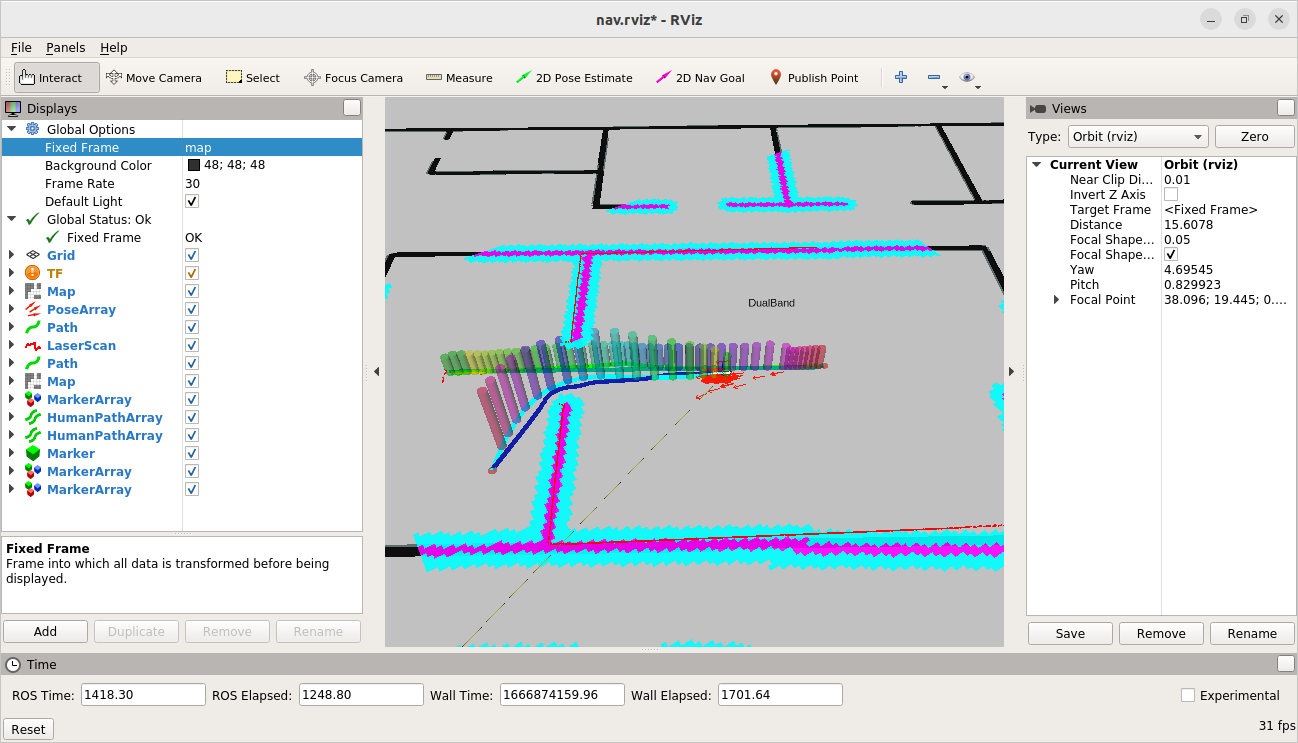 nav.rviz* - RViz
File Panels Help
Interact Move Camera Select Focus Camera Measure 2D Pose Estimate 2D Nav Goal Publish Point
Displays
Global Options
Fixed Frame map
Background Color 48; 48; 48
Frame Rate 30
Default Light
Global Status: Ok
Fixed Frame OK
Grid
TF
Map
PoseArray
Path
LaserScan
Path
Map
MarkerArray
HumanPathArray
HumanPathArray
Marker
MarkerArray
MarkerArray
Fixed Frame
Frame into which all data is transformed before being
displayed.
Add Duplicate Remove Rename
DualBand
Views
Type: Orbit (rviz) Zero
Current View Orbit (rviz)
Near Clip Di... 0.01
Invert Z Axis
Target Frame <Fixed Frame>
Distance 15.6078
Focal Shape... 0.05
Focal Shape...
Yaw 4.69545
Pitch 0.829923
Focal Point 38.096; 19.445; 0....
Save Remove Rename
Time
ROS Time: 1418.30 ROS Elapsed: 1248.80 Wall Time: 1666874159.96 Wall Elapsed: 1701.64 Experimental
Reset 31 fps